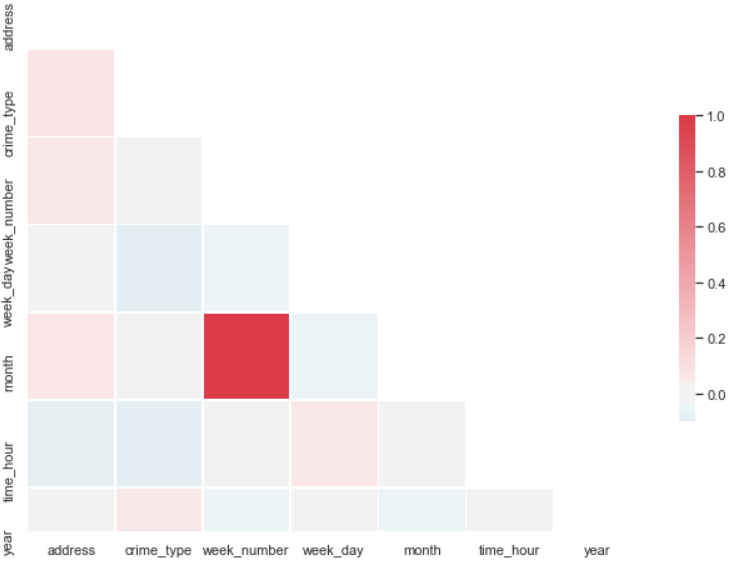 address
crime_type
week_number
week_day
month
time_hour
year
1.0
0.8
0.6
0.4
0.2
0.0
address crime_type week_number week_day month time_hour year